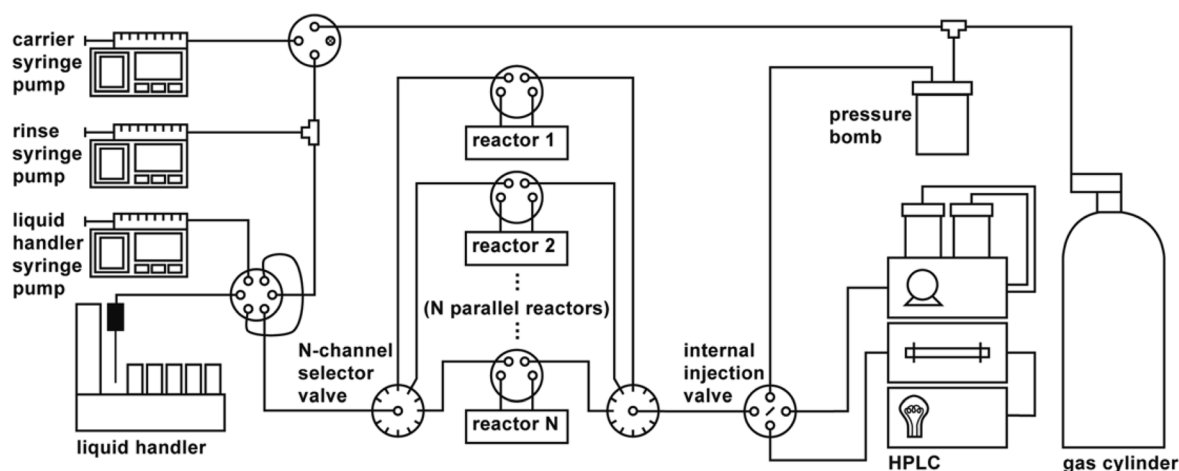 carrier
syringe
pump
rinse
syringe
pump
liquid
handler
syringe
pump
liquid handler
N-channel
selector
valve
reactor 1
reactor 2
(N parallel reactors)
reactor N
internal
injection
valve
pressure
bomb
HPLC
gas cylinder